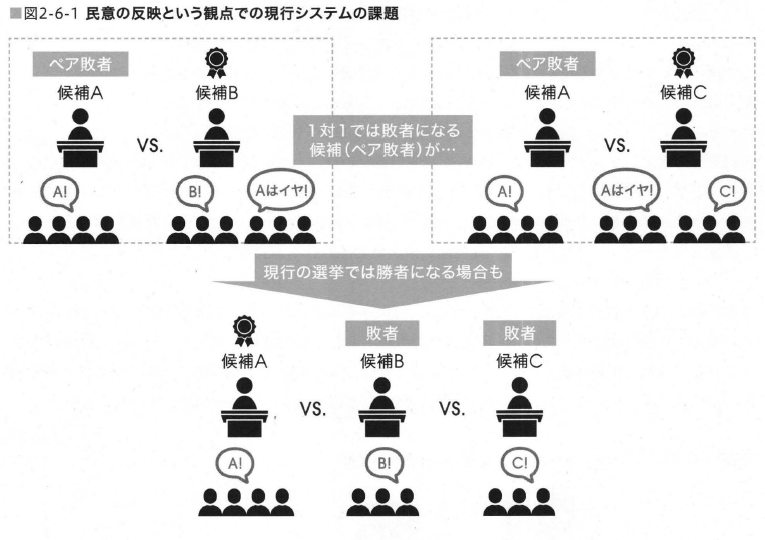 ■図2-6-1 民意の反映という観点での現行システムの課題
ペア敗者
候補A
VS.
候補B
A!
B!
Aはイヤ!
1対1では敗者になる
候補(ペア敗者)が…
ペア敗者
候補A
VS.
候補C
A!
Aはイヤ!
C!
現行の選挙では勝者になる場合も
候補A
VS.
敗者
候補B
VS.
敗者
候補C
A!
B!
C!